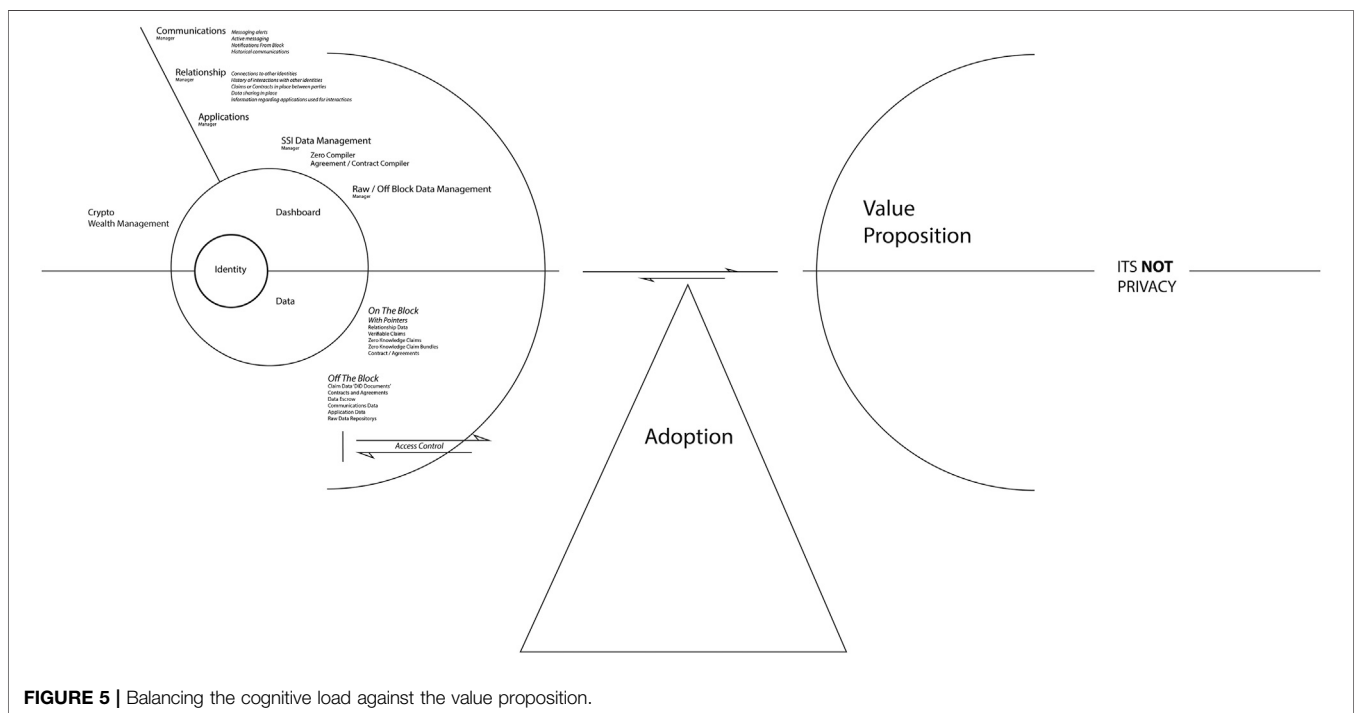 Communications
Manager
Messaging alerts
Active messaging
Notifications From Block
Historical communications
Relationship
Manager
Connections to other Identities
History of interactions with other identities
Claims or Contracts in place between parties
Data sharing in place
Information regarding applications used for interactions
Applications
Manager
SSI Data Management
Manager
Zero Compiler
Agreement / Contract Compiler
Raw / Off Block Data Management
Manager
Crypto
Wealth Management
Dashboard
Identity
Data
On The Block
With Pointers
Relationship Data
Verifiable Claims
Zero Knowledge Claims
Zero Knowledge Claim Bundles
Contract / Agreements
Off The Block
Claim Data 'DID Documents'
Contracts and Agreements
Data Escrow
Communications Data
Application Data
Raw Data Repositorys
Access Control
Adoption
Value
Proposition
ITS NOT
PRIVACY
FIGURE 5 | Balancing the cognitive load against the value proposition.